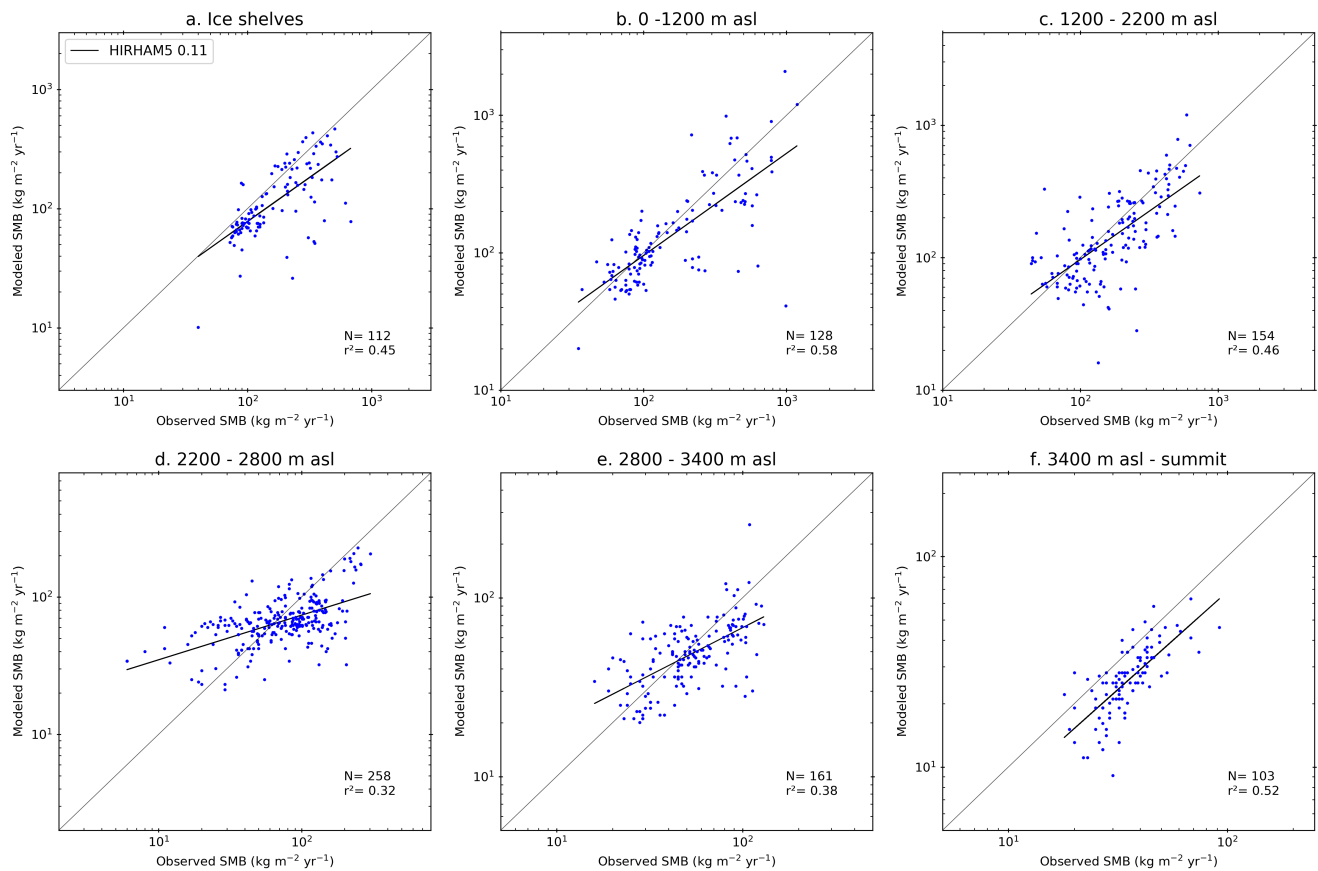 a. Ice shelves
HIRHAM5 0.11
10³
10²
10¹
Modeled SMB (kg m⁻² yr⁻¹)
N= 112
r²= 0.45
10¹ 10² 10³
Observed SMB (kg m⁻² yr⁻¹)
b. 0 -1200 m asl
10³
10²
10¹
Modeled SMB (kg m⁻² yr⁻¹)
N= 128
r²= 0.58
10¹ 10² 10³
Observed SMB (kg m⁻² yr⁻¹)
c. 1200 - 2200 m asl
10³
10²
10¹
Modeled SMB (kg m⁻² yr⁻¹)
N= 154
r²= 0.46
10¹ 10² 10³
Observed SMB (kg m⁻² yr⁻¹)
d. 2200 - 2800 m asl
10²
10¹
Modeled SMB (kg m⁻² yr⁻¹)
N= 258
r²= 0.32
10¹ 10²
Observed SMB (kg m⁻² yr⁻¹)
e. 2800 - 3400 m asl
10²
10¹
Modeled SMB (kg m⁻² yr⁻¹)
N= 161
r²= 0.38
10¹ 10²
Observed SMB (kg m⁻² yr⁻¹)
f. 3400 m asl - summit
10²
10¹
Modeled SMB (kg m⁻² yr⁻¹)
N= 103
r²= 0.52
10¹ 10²
Observed SMB (kg m⁻² yr⁻¹)